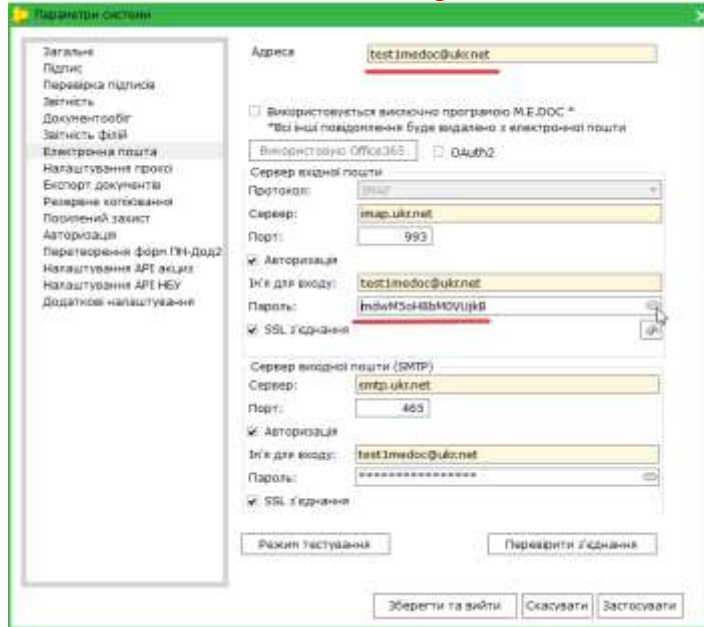 Параметри системи
Загальне
Підпис
Перевірка підписів
Звітність
Документообіг
Звітність філій
Електронна пошта
Налаштування проксі
Експорт документів
Резервне копіювання
Посилений захист
Авторизація
Перетворення форм ПН-Дод2
Налаштування API акциз
Налаштування API НБУ
Додаткові налаштування
Адреса test1medoc@ukr.net
Використовується виключно програмою M.E.DOC *
*Всі інші повідомлення буде видалено з електронної пошти
Використовую Office365 OAuth2
Сервер вхідної пошти
Протокол: IMAP
Сервер: imap.ukr.net
Порт: 993
Авторизація
Ім'я для входу: test1medoc@ukr.net
Пароль:
SSL з'єднання
Сервер вихідної пошти (SMTP)
Сервер: smtp.ukr.net
Порт: 465
Авторизація
Ім'я для входу: test1medoc@ukr.net
Пароль: ****************
SSL з'єднання
Режим тестування Перевірити з'єднання
Зберегти та вийти Скасувати Застосувати